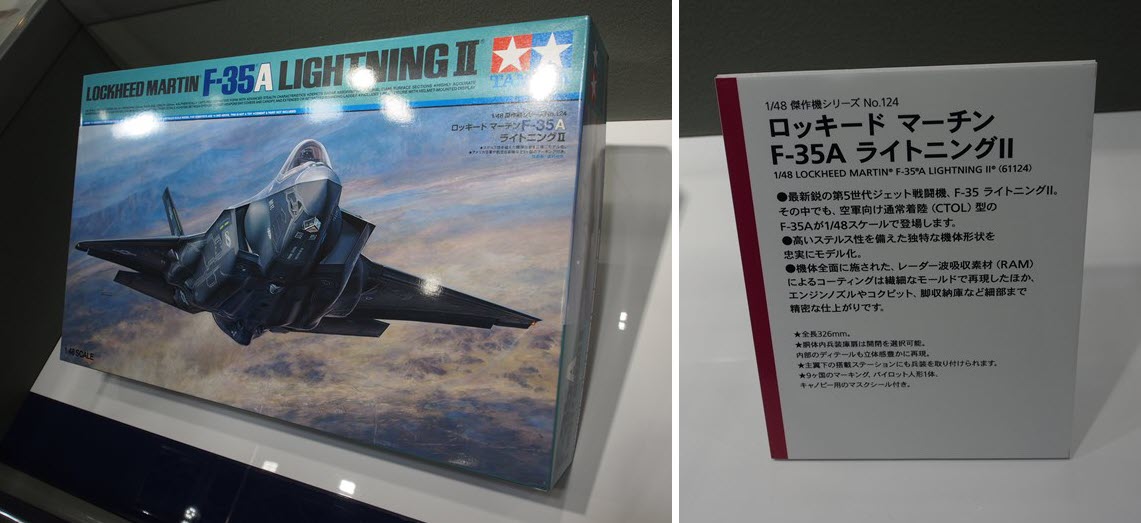 LOCKHEED MARTIN F-35A LIGHTNING II
TAMIYA
1/48 傑作機シリーズ No.124
ロッキード マーチン F-35A
ライトニングII
1/48 SCALE
1/48 傑作機シリーズ No.124
ロッキード マーチン
F-35A ライトニングII
1/48 LOCKHEED MARTIN® F-35®A LIGHTNING II® (61124)
●最新鋭の第5世代ジェット戦闘機、F-35 ライトニングII。
その中でも、空軍向け通常着陸（CTOL）型の
F-35Aが1/48スケールで登場します。
●高いステルス性を備えた独特な機体形状を
忠実にモデル化。
●機体全面に施された、レーダー波吸収素材（RAM）
によるコーティングは繊細なモールドで再現したほか、
エンジンノズルやコクピット、脚収納庫など細部まで
精密な仕上がりです。
★全長326mm。
★胴体内兵装庫扉は開閉を選択可能。
内部のディテールも立体感豊かに再現。
★主翼下の搭載ステーションにも兵装を取り付けられます。
★9ヶ国のマーキング、パイロット人形1体、
キャノピー用のマスクシール付き。